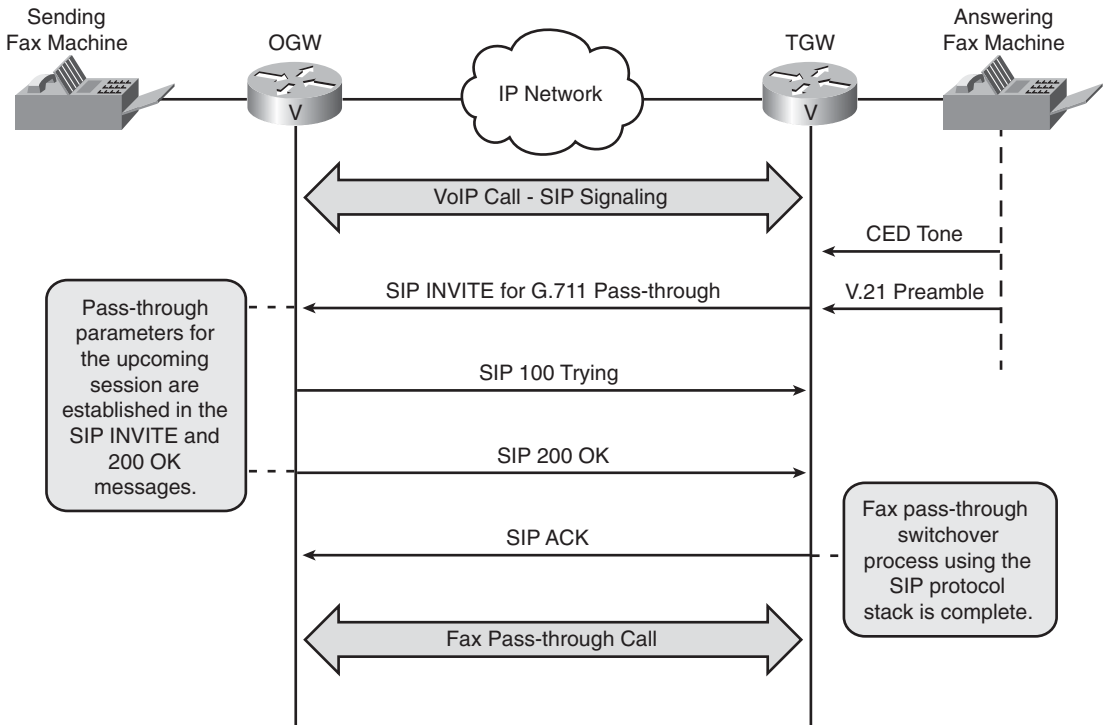 Sending
Fax Machine
OGW
TGW
Answering
Fax Machine
IP Network
V
V
VoIP Call - SIP Signaling
CED Tone
SIP INVITE for G.711 Pass-through
V.21 Preamble
Pass-through
parameters for
the upcoming
session are
established in the
SIP INVITE and
200 OK
messages.
SIP 100 Trying
SIP 200 OK
SIP ACK
Fax pass-through
switchover
process using the
SIP protocol
stack is complete.
Fax Pass-through Call